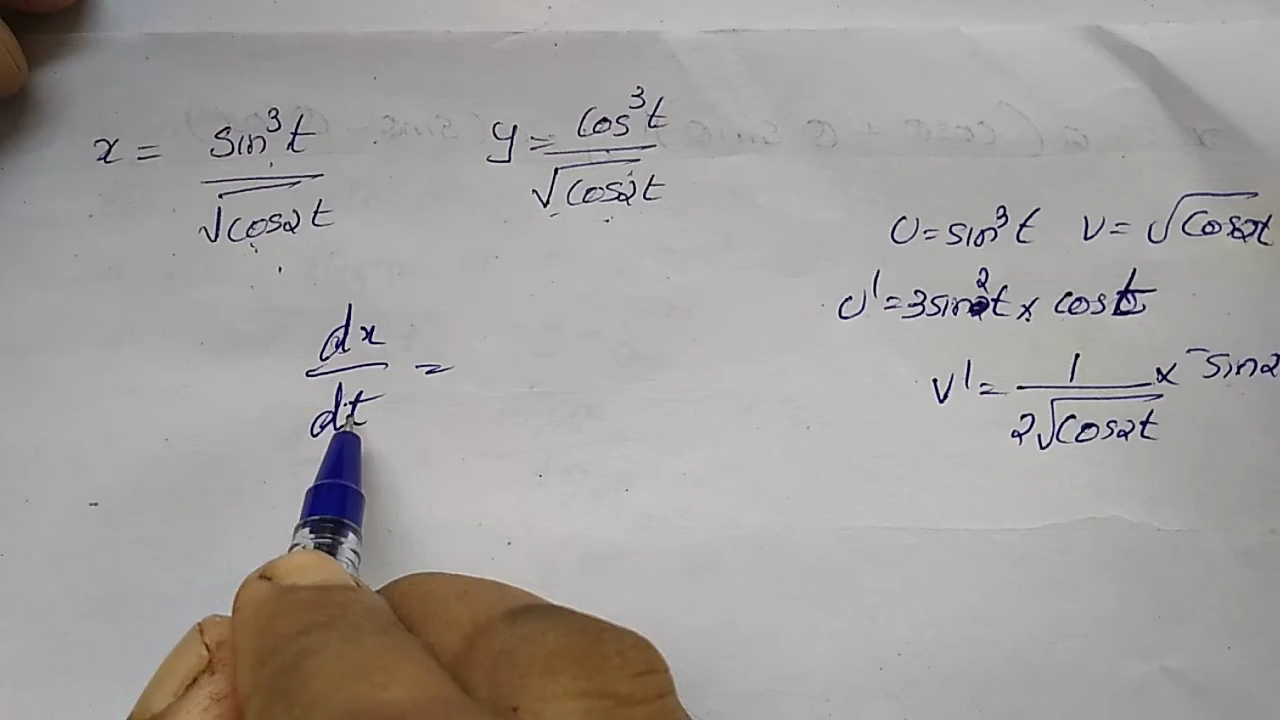 x = sin³t / √cos2t    y = cos³t / √cos2t
U = sin³t    V = √cos2t
U' = 3sin²t × cost
dx/dt =
V' = 1 / 2√cos2t × -sin2